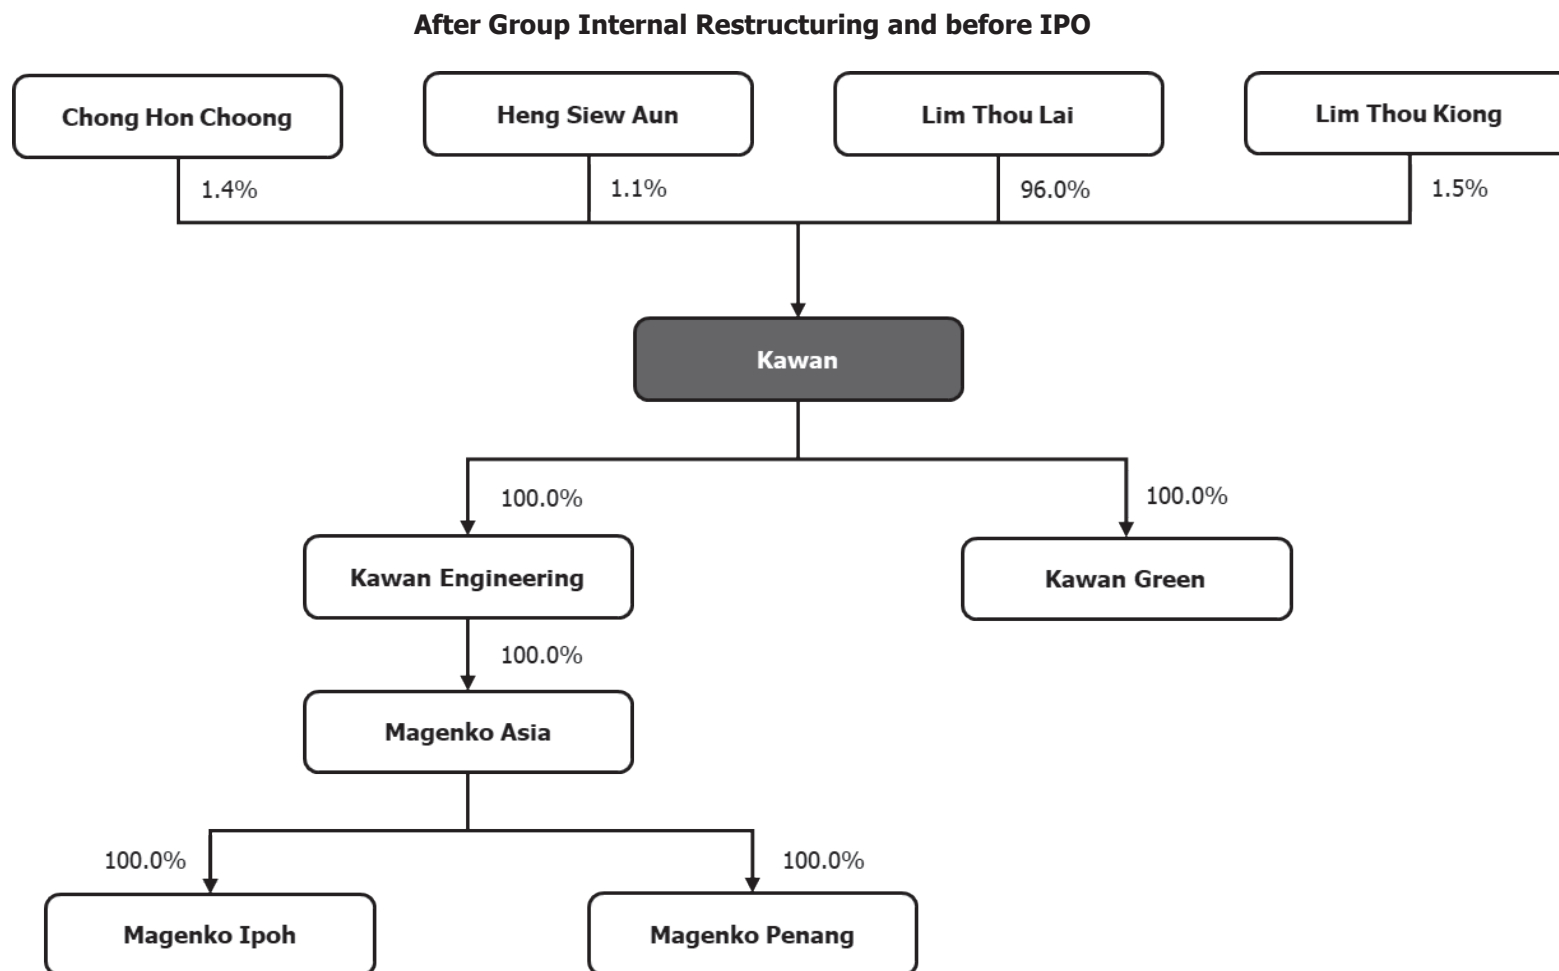 After Group Internal Restructuring and before IPO
Chong Hon Choong
Heng Siew Aun
Lim Thou Lai
Lim Thou Kiong
1.4%
1.1%
96.0%
1.5%
Kawan
100.0%
100.0%
Kawan Engineering
Kawan Green
100.0%
Magenko Asia
100.0%
100.0%
Magenko Ipoh
Magenko Penang